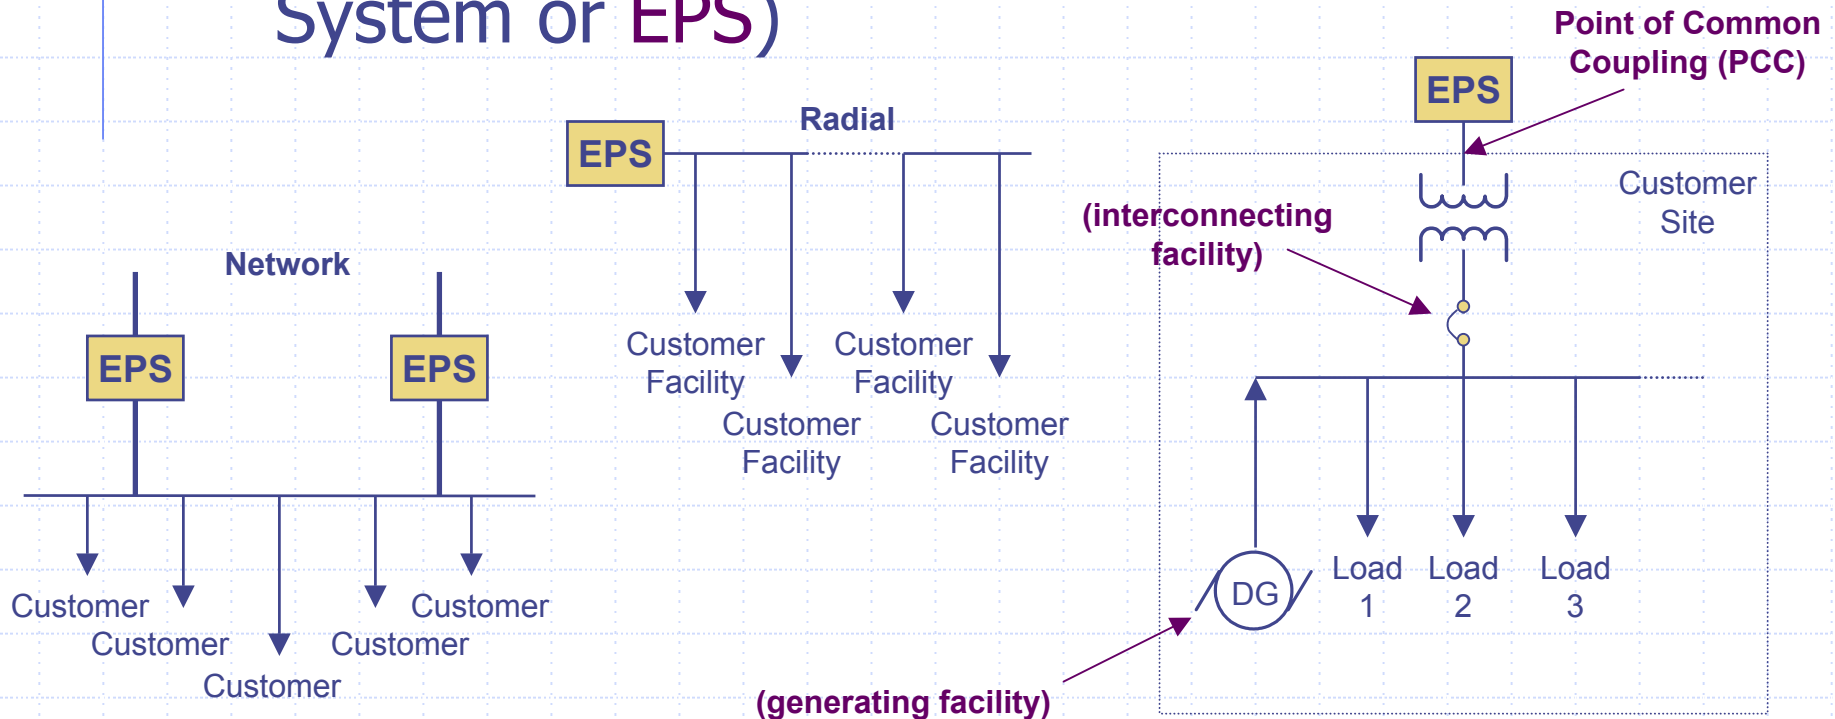 System or EPS)
Point of Common
Coupling (PCC)
EPS
Radial
EPS
Customer
Site
(interconnecting
facility)
Network
EPS
EPS
Customer
Facility
Customer
Facility
Customer
Facility
Customer
Facility
DG
Load
1
Load
2
Load
3
Customer
Customer
Customer
Customer
Customer
(generating facility)